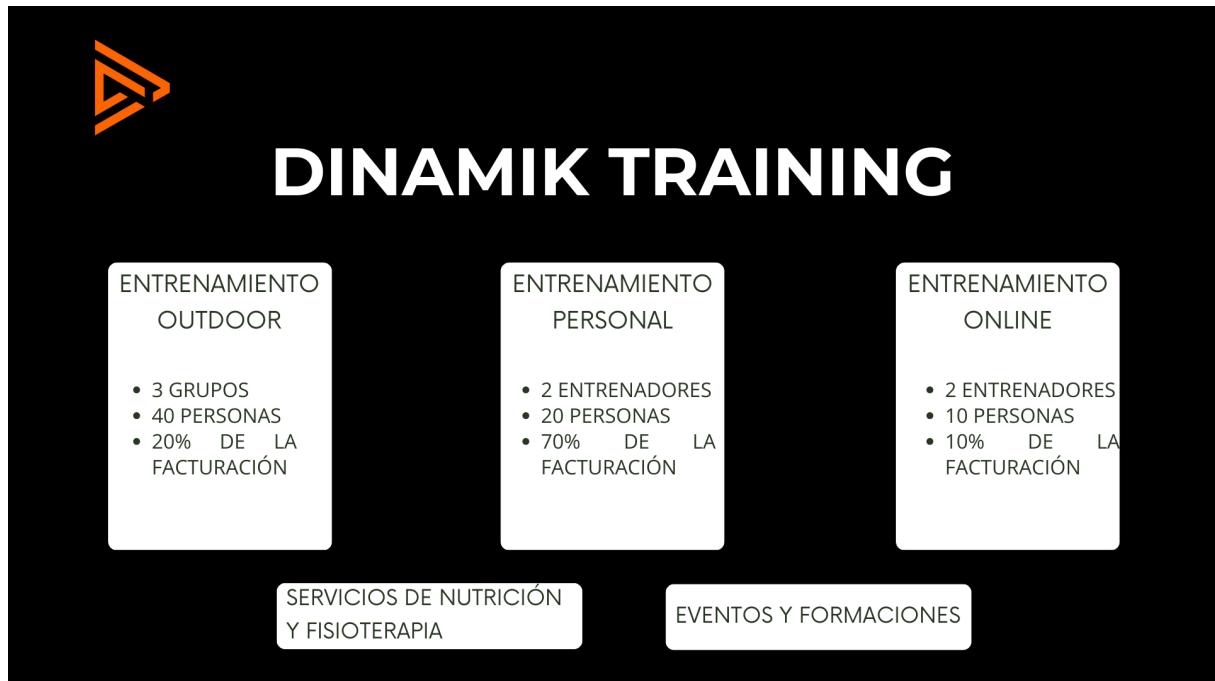 DINAMIK TRAINING
ENTRENAMIENTO
OUTDOOR
• 3 GRUPOS
• 40 PERSONAS
• 20% DE LA
FACTURACIÓN
ENTRENAMIENTO
PERSONAL
• 2 ENTRENADORES
• 20 PERSONAS
• 70% DE LA
FACTURACIÓN
ENTRENAMIENTO
ONLINE
• 2 ENTRENADORES
• 10 PERSONAS
• 10% DE LA
FACTURACIÓN
SERVICIOS DE NUTRICIÓN
Y FISIOTERAPIA
EVENTOS Y FORMACIONES